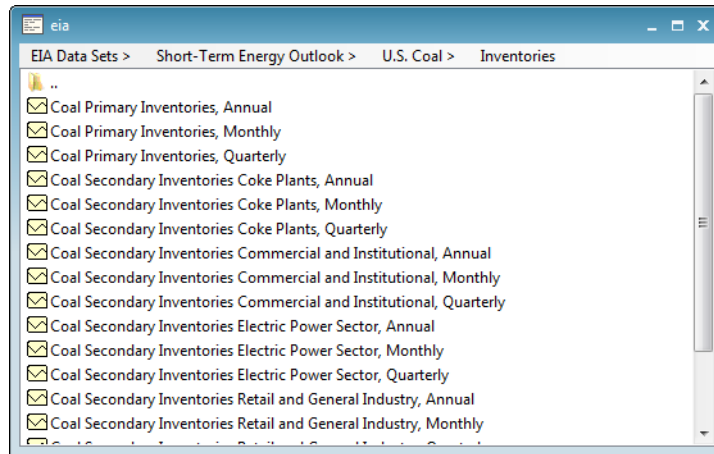 eia
EIA Data Sets > Short-Term Energy Outlook > U.S. Coal > Inventories
..
Coal Primary Inventories, Annual
Coal Primary Inventories, Monthly
Coal Primary Inventories, Quarterly
Coal Secondary Inventories Coke Plants, Annual
Coal Secondary Inventories Coke Plants, Monthly
Coal Secondary Inventories Coke Plants, Quarterly
Coal Secondary Inventories Commercial and Institutional, Annual
Coal Secondary Inventories Commercial and Institutional, Monthly
Coal Secondary Inventories Commercial and Institutional, Quarterly
Coal Secondary Inventories Electric Power Sector, Annual
Coal Secondary Inventories Electric Power Sector, Monthly
Coal Secondary Inventories Electric Power Sector, Quarterly
Coal Secondary Inventories Retail and General Industry, Annual
Coal Secondary Inventories Retail and General Industry, Monthly